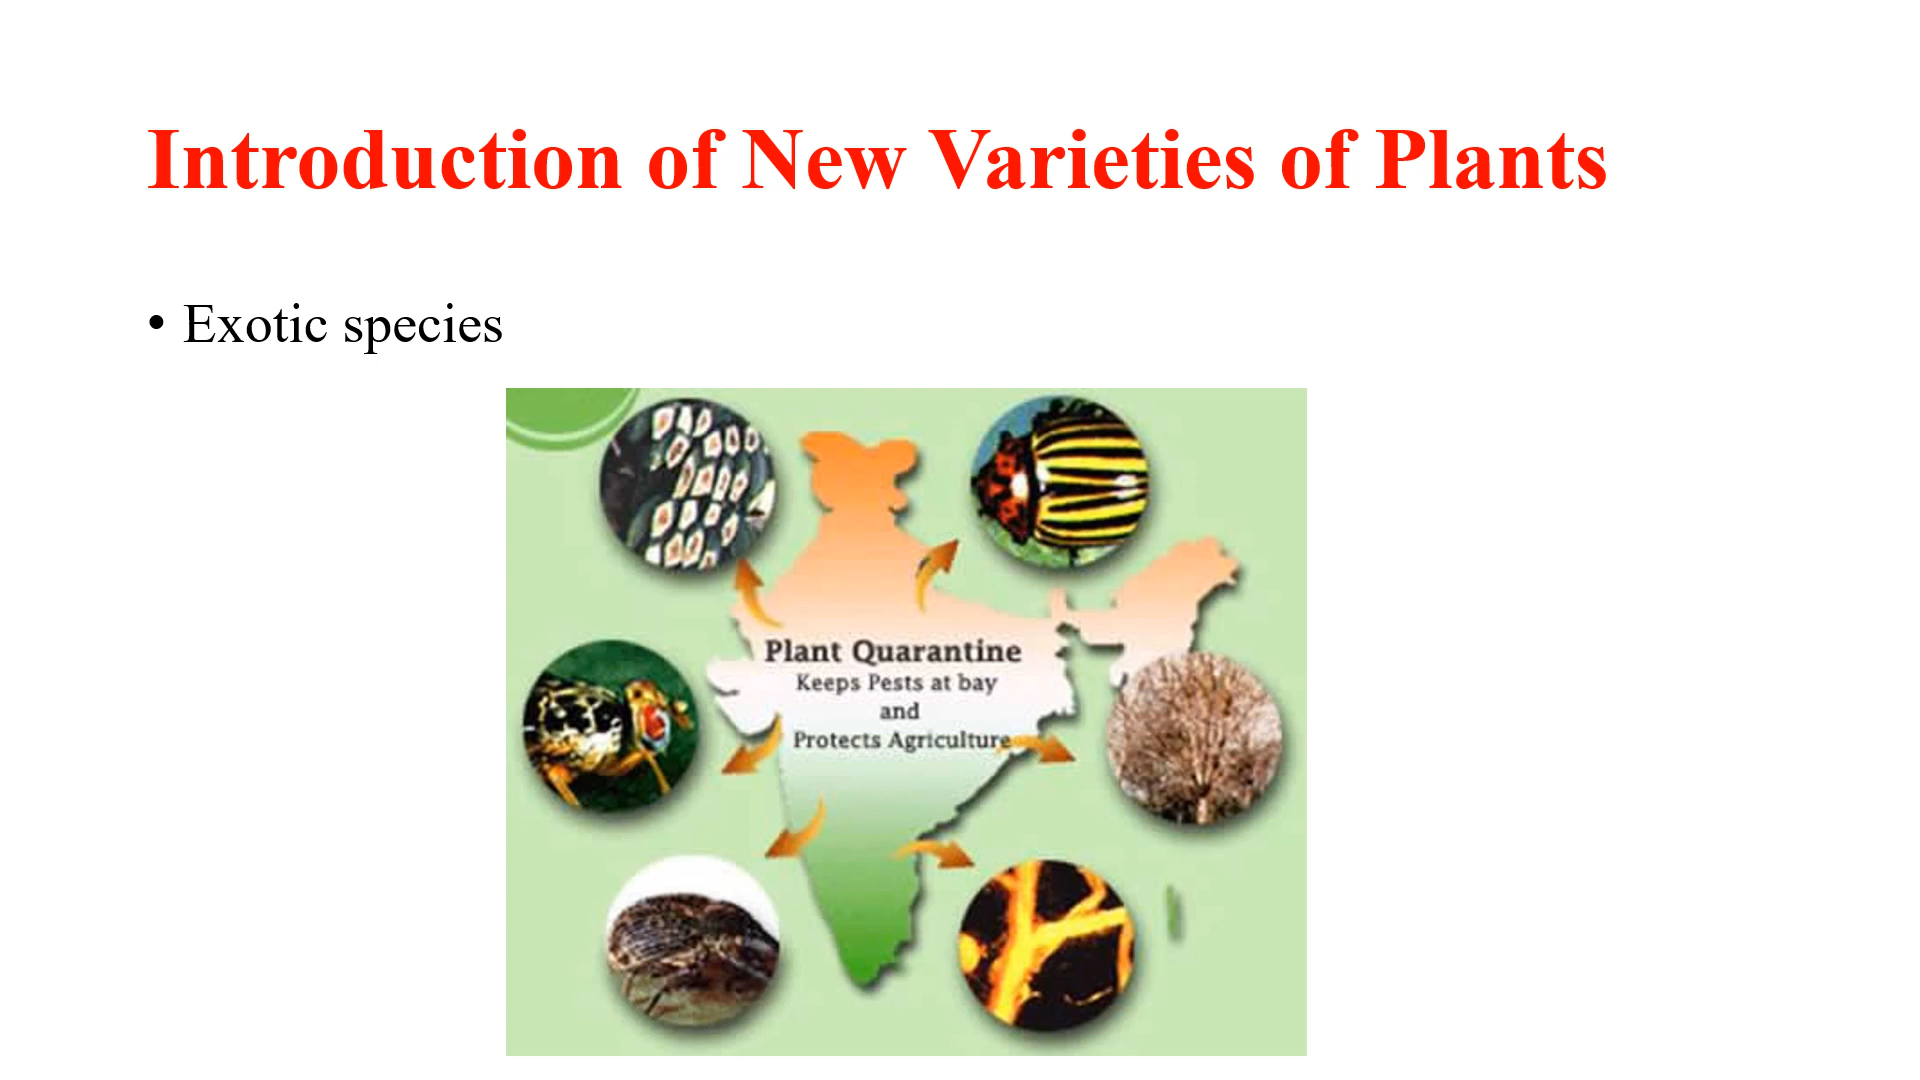 Introduction of New Varieties of Plants
• Exotic species
Plant Quarantine
Keeps Pests at bay
and
Protects Agriculture